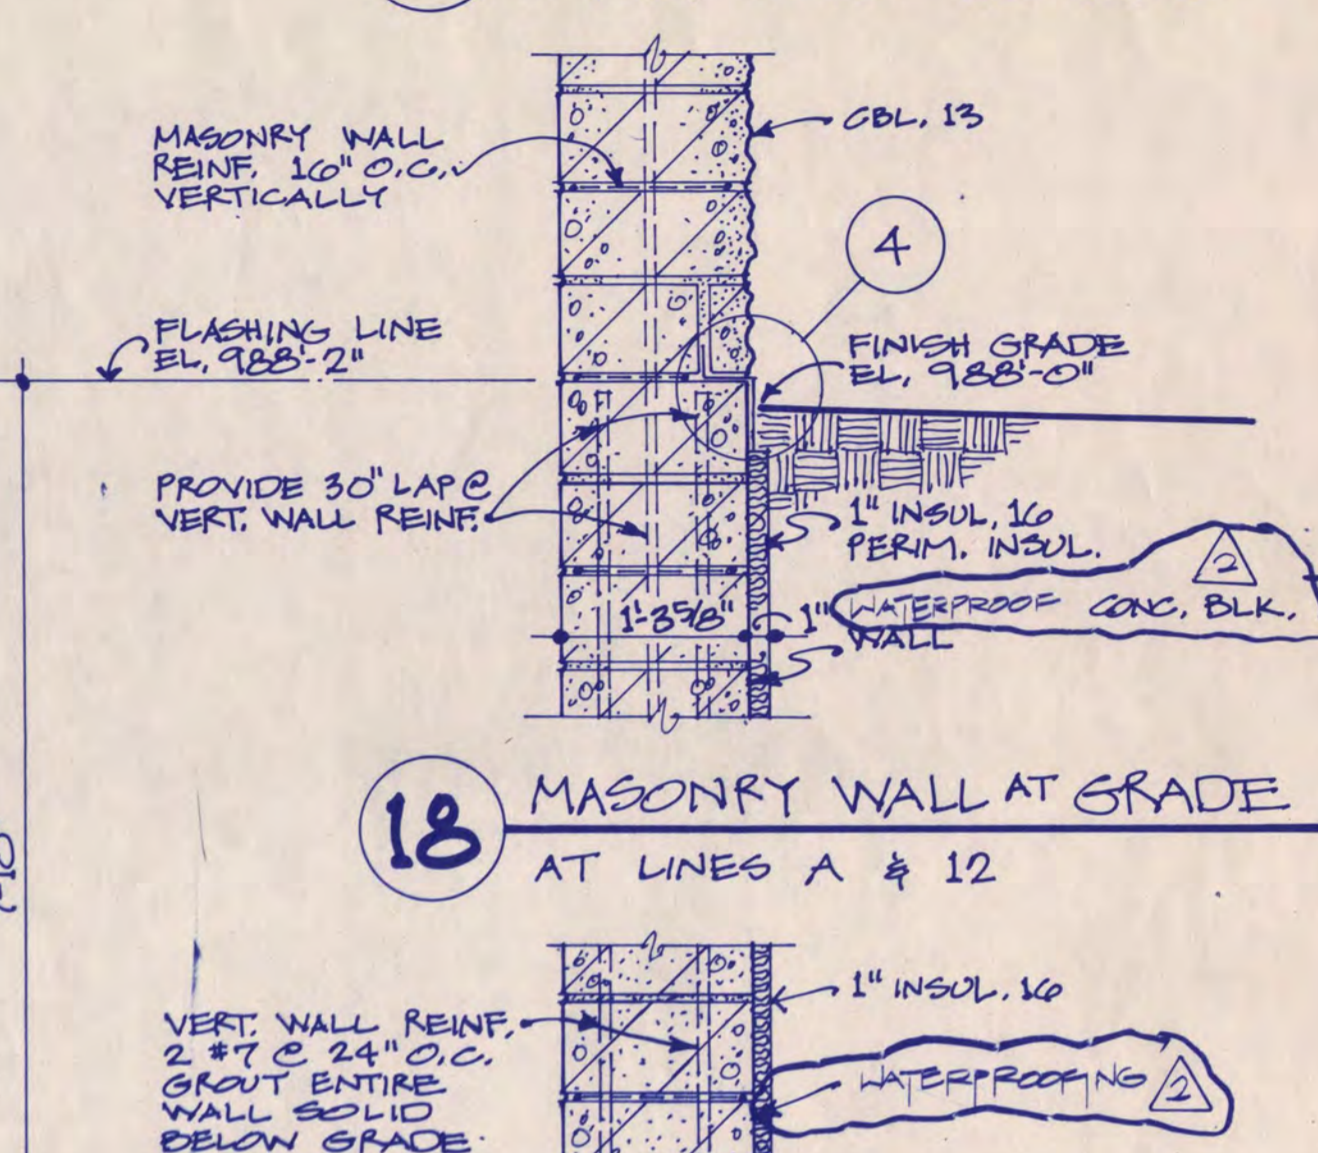 MASONRY WALL
REINF. 16" O.C.
VERTICALLY
CBL, 13
4
FLASHING LINE
EL, 988'-2"
FINISH GRADE
EL, 988'-0"
PROVIDE 30" LAP @
VERT. WALL REINF.
1" INSUL, 16
PERIM. INSUL.
2
WATERPROOF CONC, BLK,
WALL
1'-3 5/8"
1"
18
MASONRY WALL AT GRADE
AT LINES A & 12
1" INSUL, 16
VERT. WALL REINF.
2 #7 @ 24" O.C.
GROUT ENTIRE
WALL SOLID
BELOW GRADE
WATERPROOFING 2